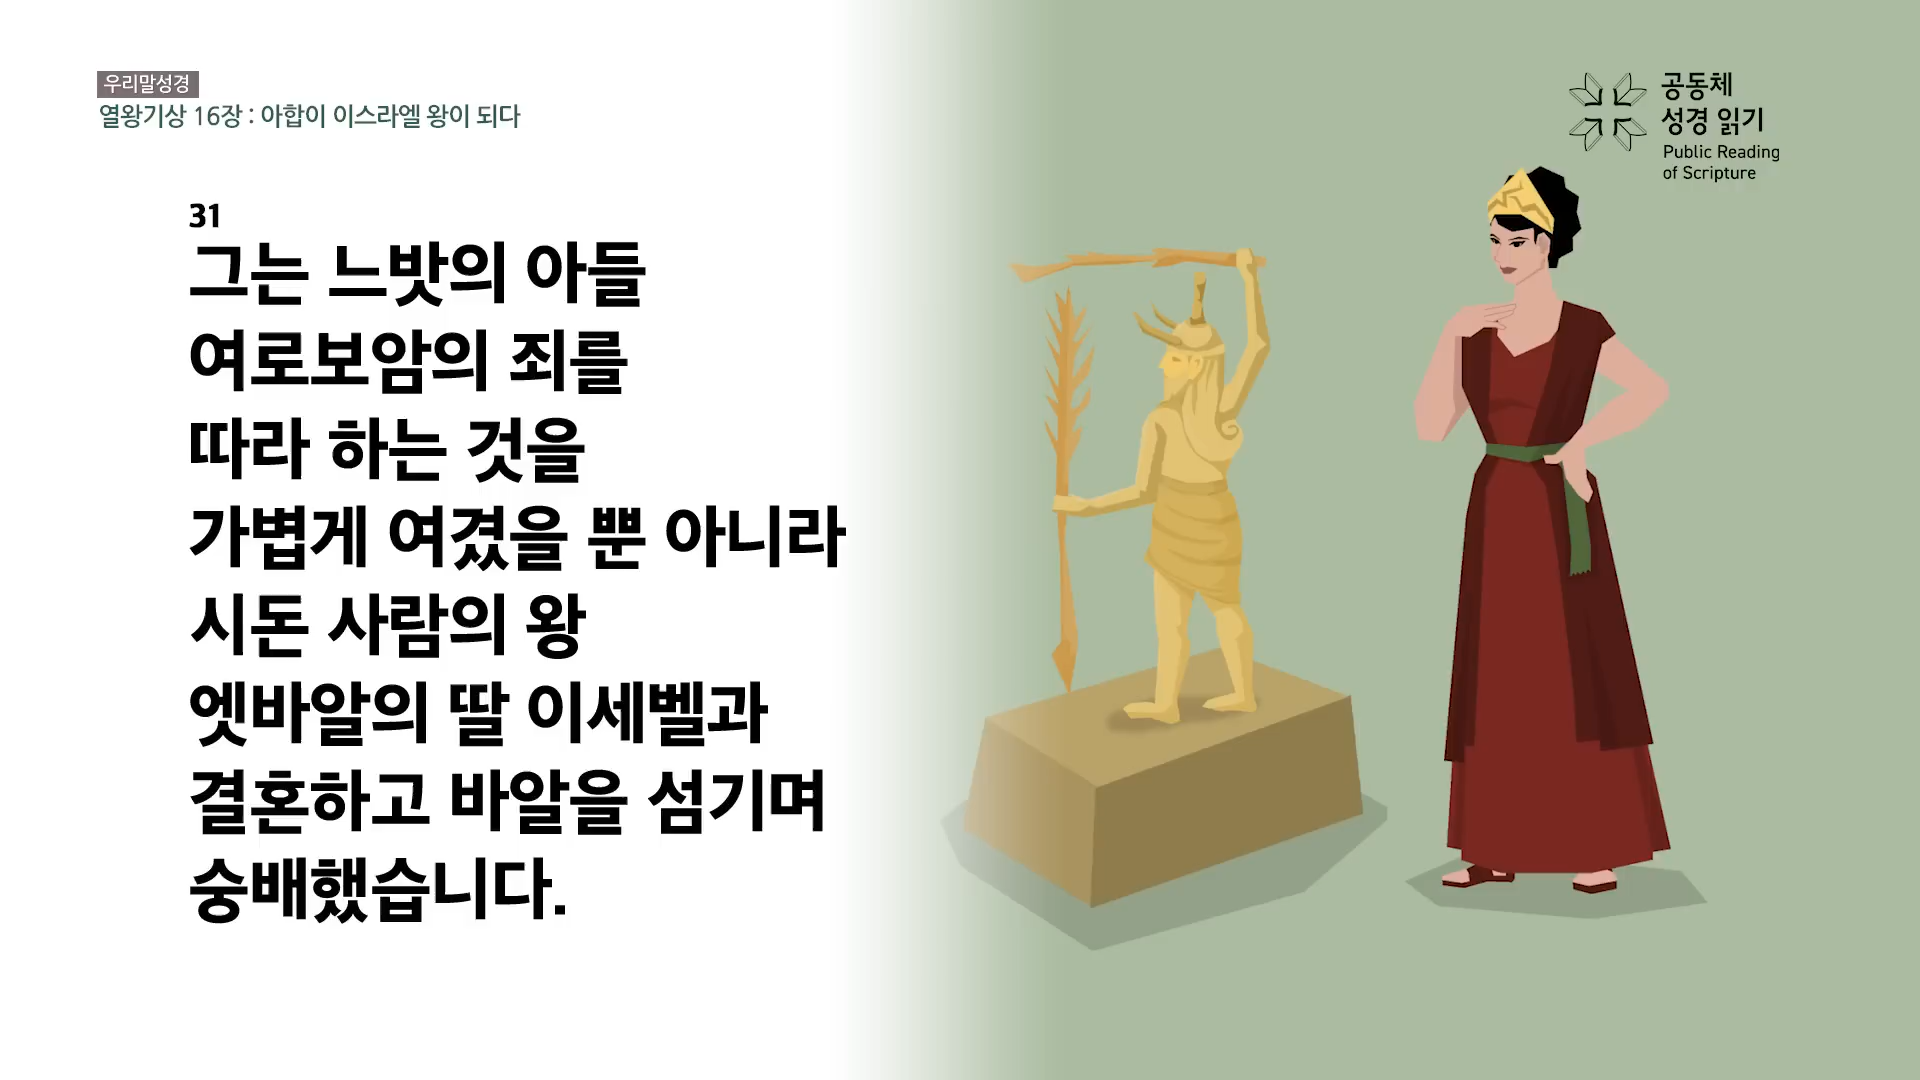 우리말성경
열왕기상 16장 : 아합이 이스라엘 왕이 되다
공동체
성경 읽기
Public Reading
of Scripture
31
그는 느밧의 아들
여로보암의 죄를
따라 하는 것을
가볍게 여겼을 뿐 아니라
시돈 사람의 왕
엣바알의 딸 이세벨과
결혼하고 바알을 섬기며
숭배했습니다.